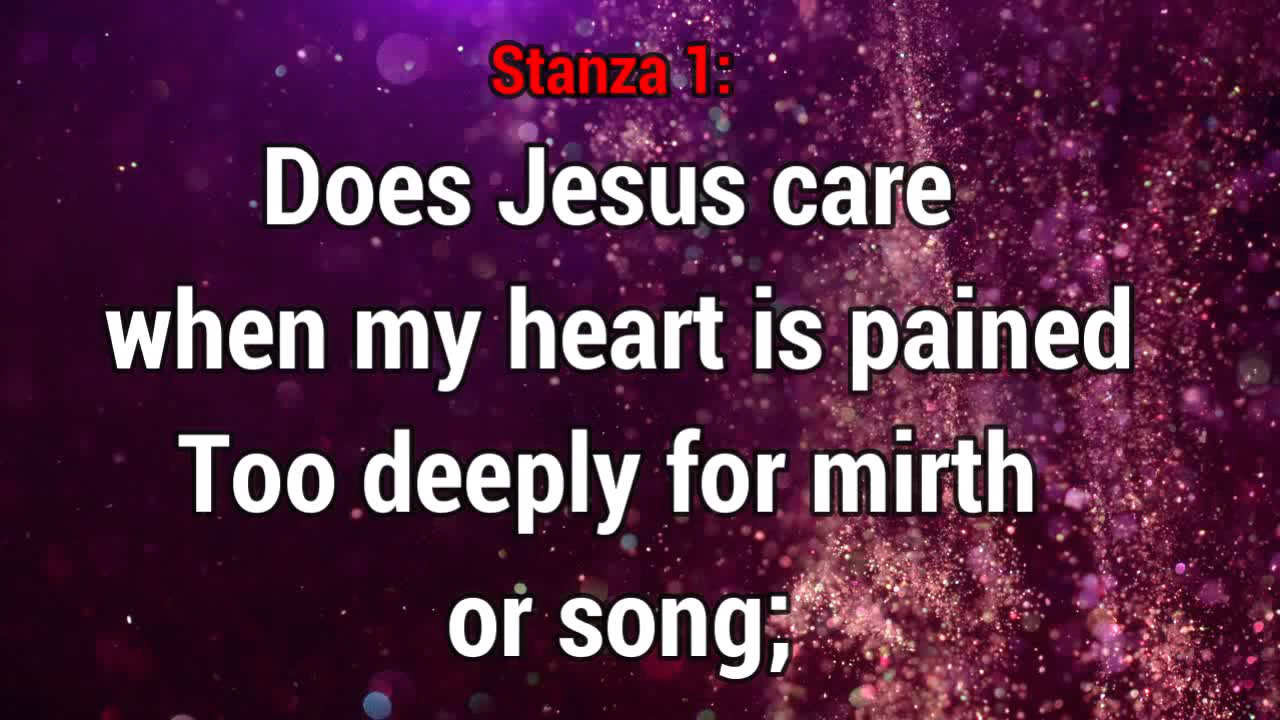 Stanza 1:
Does Jesus care
when my heart is pained
Too deeply for mirth
or song;